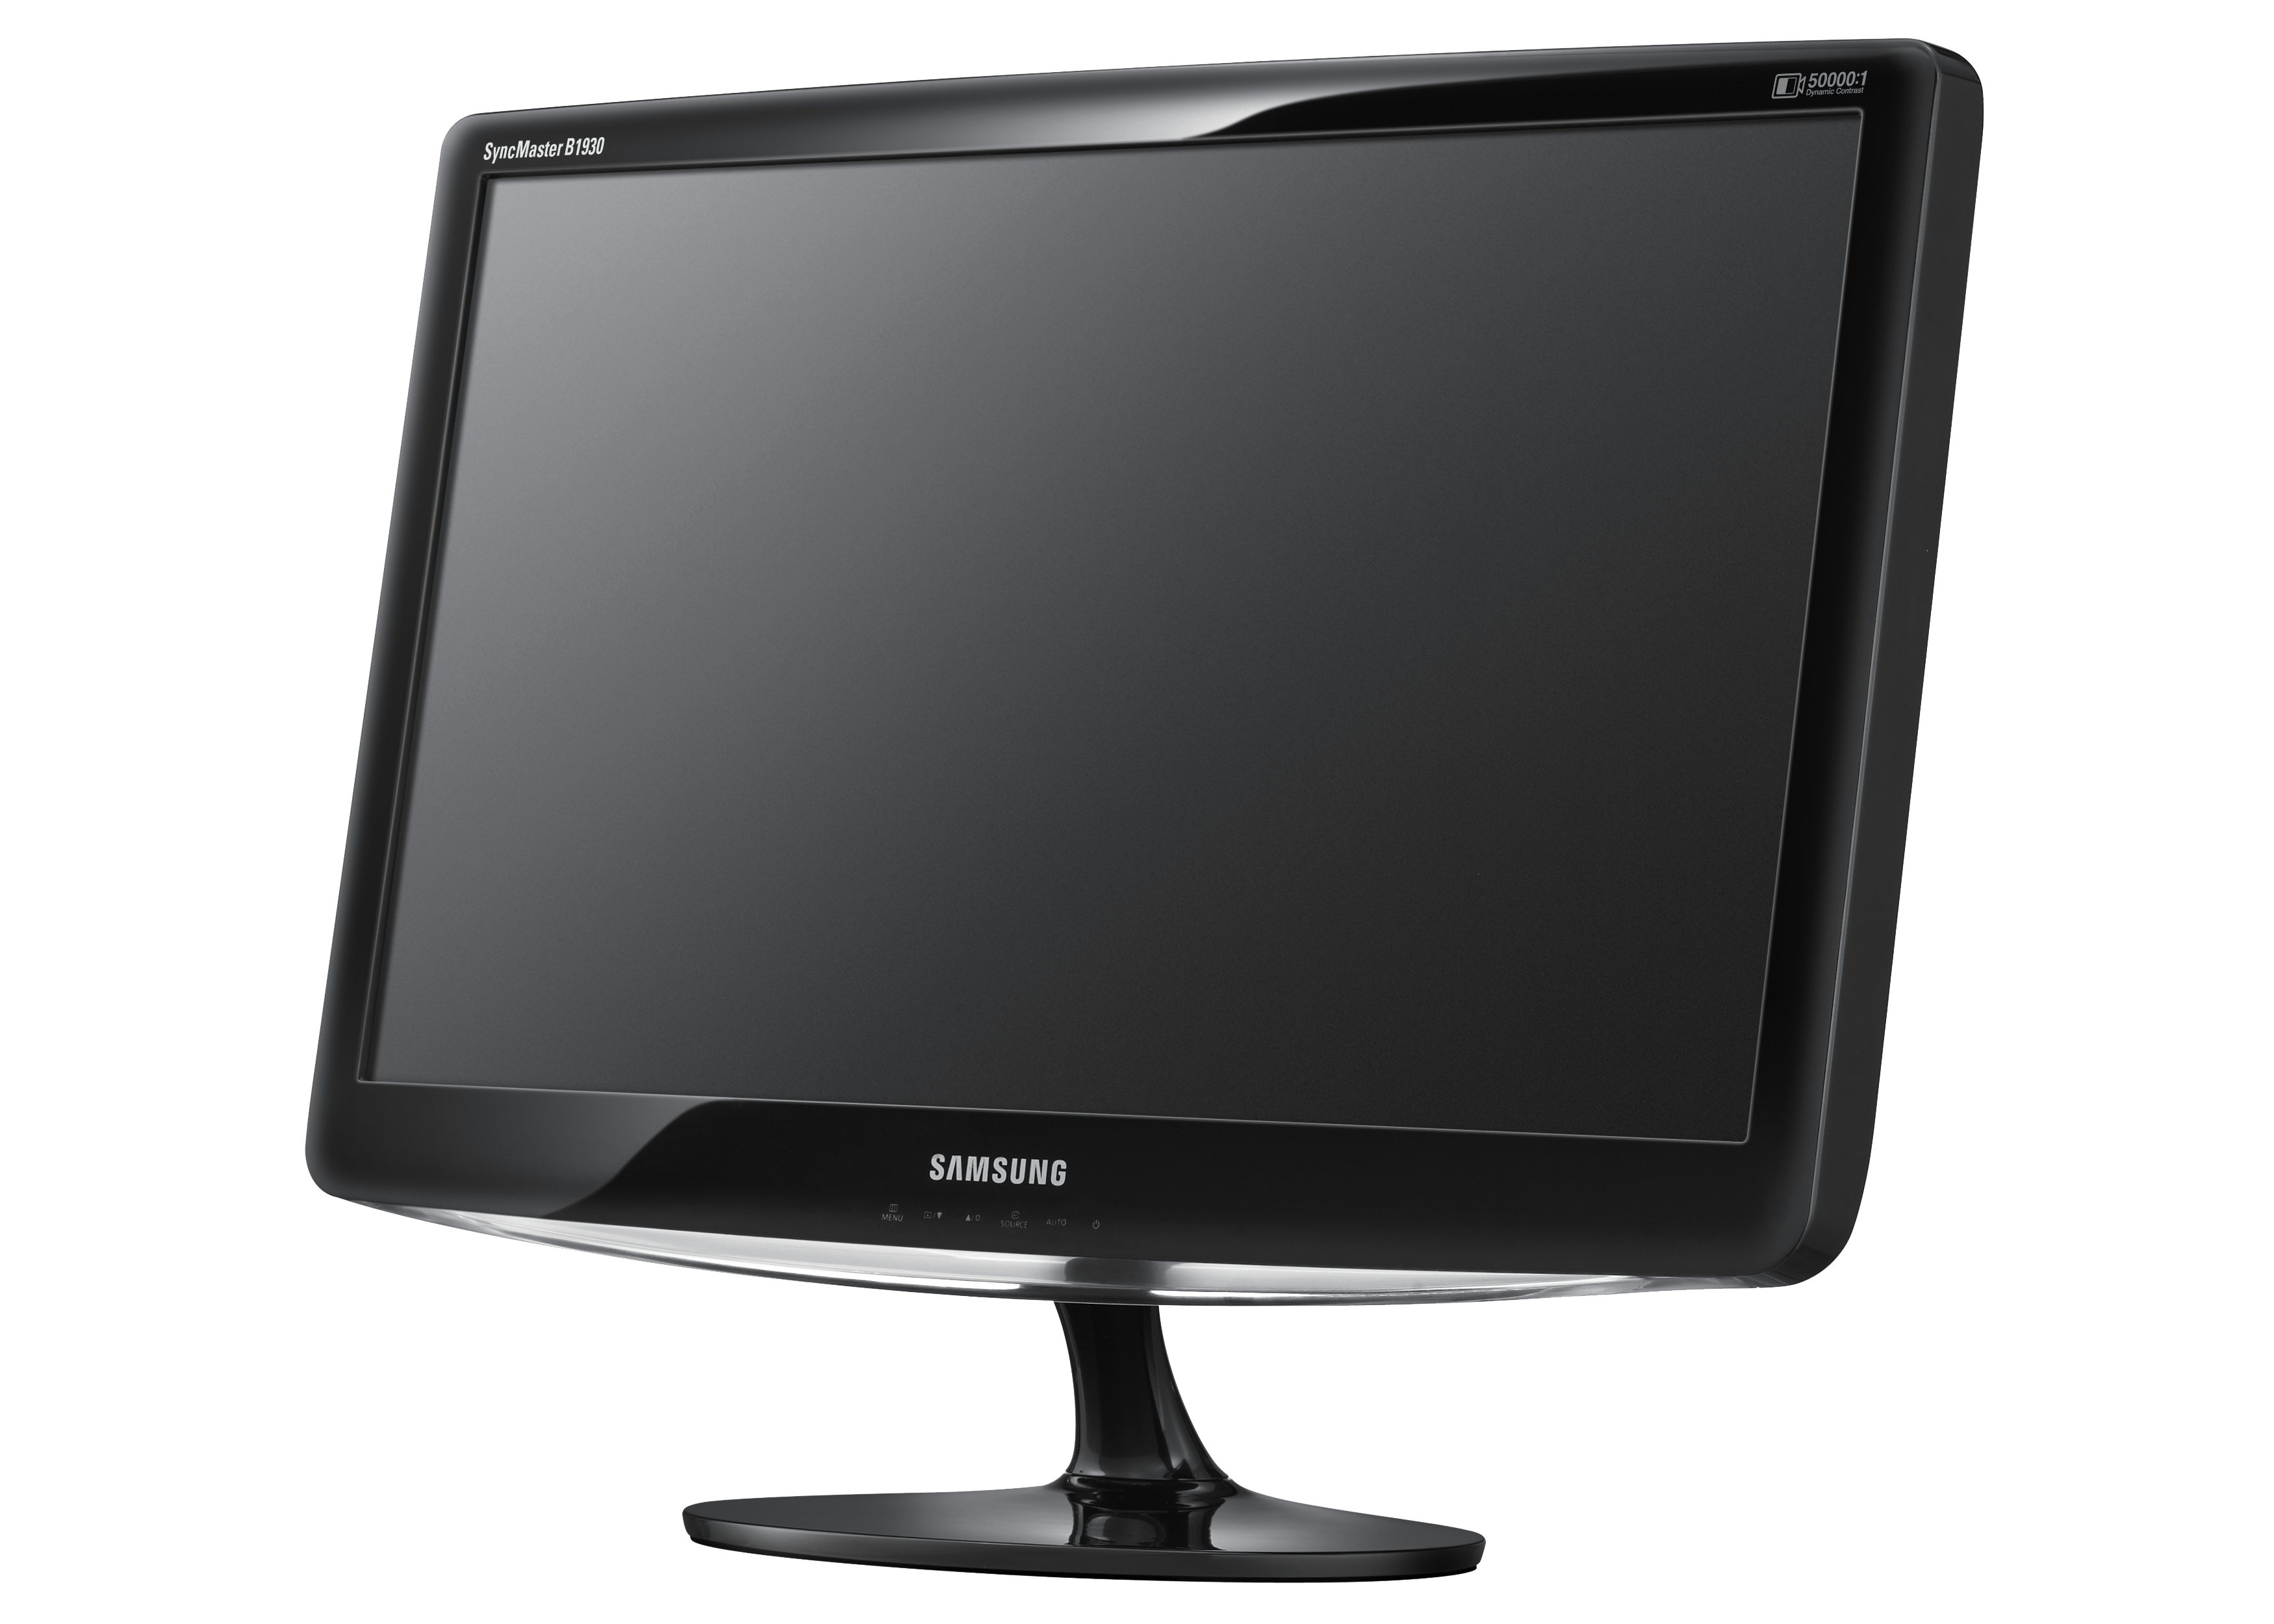 SyncMaster B1930
50000:1
Dynamic Contrast
SAMSUNG
MENU
SOURCE
AUTO